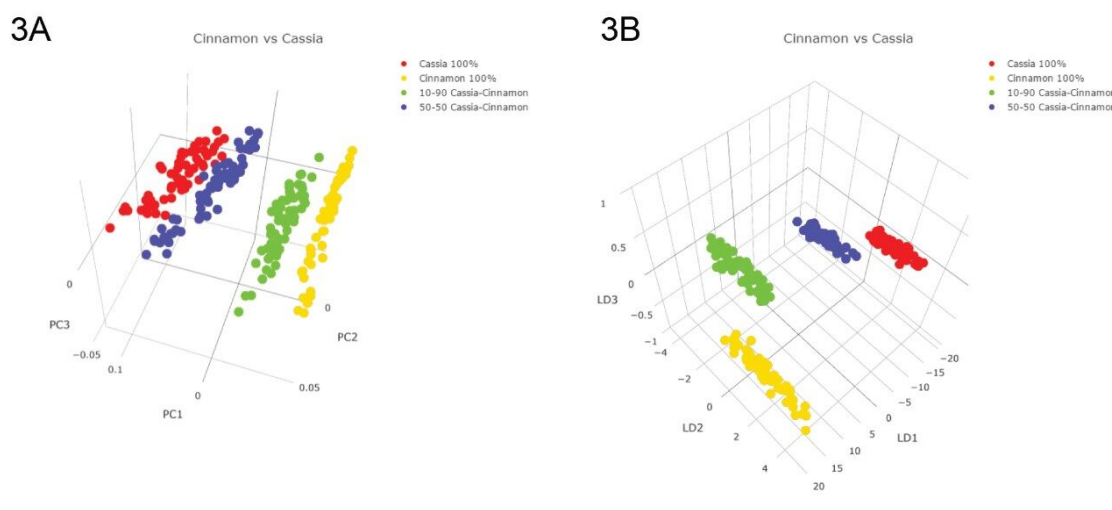 3A
Cinnamon vs Cassia
Cassia 100%
Cinnamon 100%
10-90 Cassia-Cinnamon
50-50 Cassia-Cinnamon
0
PC3
−0.05
0.1
0
PC1
0.05
0
PC2
3B
Cinnamon vs Cassia
Cassia 100%
Cinnamon 100%
10-90 Cassia-Cinnamon
50-50 Cassia-Cinnamon
1
0.5
0
LD3
−0.5
−1
−4
−2
0
LD2
2
4
−20
−15
−10
−5
0
LD1
5
10
15
20